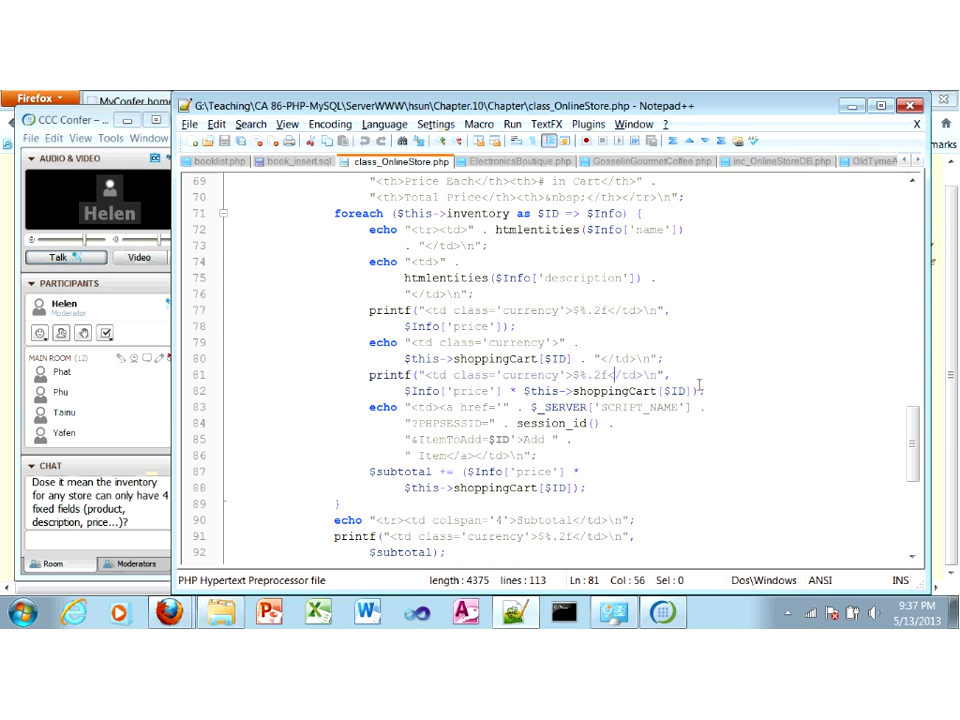 Firefox
MyConfer hom
G:\Teaching\CA 86-PHP-MySQL\ServerWWW\hsun\Chapter.10\Chapter\class_OnlineStore.php - Notepad++
CCC Confer – ...
File Edit View Tools Window
File Edit Search View Encoding Language Settings Macro Run TextFX Plugins Window ? X
marks
booklist.php book_insert.sql class_OnlineStore.php ElectronicsBoutique.php GosselinGourmetCoffee.php inc_OnlineStoreDB.php OldTymeA
AUDIO & VIDEO
Helen
Talk Video
PARTICIPANTS
Helen
Moderator
MAIN ROOM (12)
Phat
Phu
Tainu
Yafen
CHAT
Dose it mean the inventory
for any store can only have 4
fixed fields (product,
description, price...)?
Room Moderators
69 "<th>Price Each</th><th># in Cart</th>" .
70 "<th>Total Price</th><th>&nbsp;</th></tr>\n";
71 foreach ($this->inventory as $ID => $Info) {
72 echo "<tr><td>" . htmlentities($Info['name'])
73 . "</td>\n";
74 echo "<td>" .
75 htmlentities($Info['description']) .
76 "</td>\n";
77 printf("<td class='currency'>$%.2f</td>\n",
78 $Info['price']);
79 echo "<td class='currency'>" .
80 $this->shoppingCart[$ID] . "</td>\n";
81 printf("<td class='currency'>$%.2f</td>\n",
82 $Info['price'] * $this->shoppingCart[$ID]);
83 echo "<td><a href='" . $_SERVER['SCRIPT_NAME'] .
84 "?PHPSESSID=" . session_id() .
85 "&ItemToAdd=$ID'>Add " .
86 " Item</a></td>\n";
87 $subtotal += ($Info['price'] *
88 $this->shoppingCart[$ID]);
89 }
90 echo "<tr><td colspan='4'>Subtotal</td>\n";
91 printf("<td class='currency'>$%.2f</td>\n",
92 $subtotal);
PHP Hypertext Preprocessor file length : 4375 lines : 113 Ln : 81 Col : 56 Sel : 0 Dos\Windows ANSI INS
9:37 PM
5/13/2013